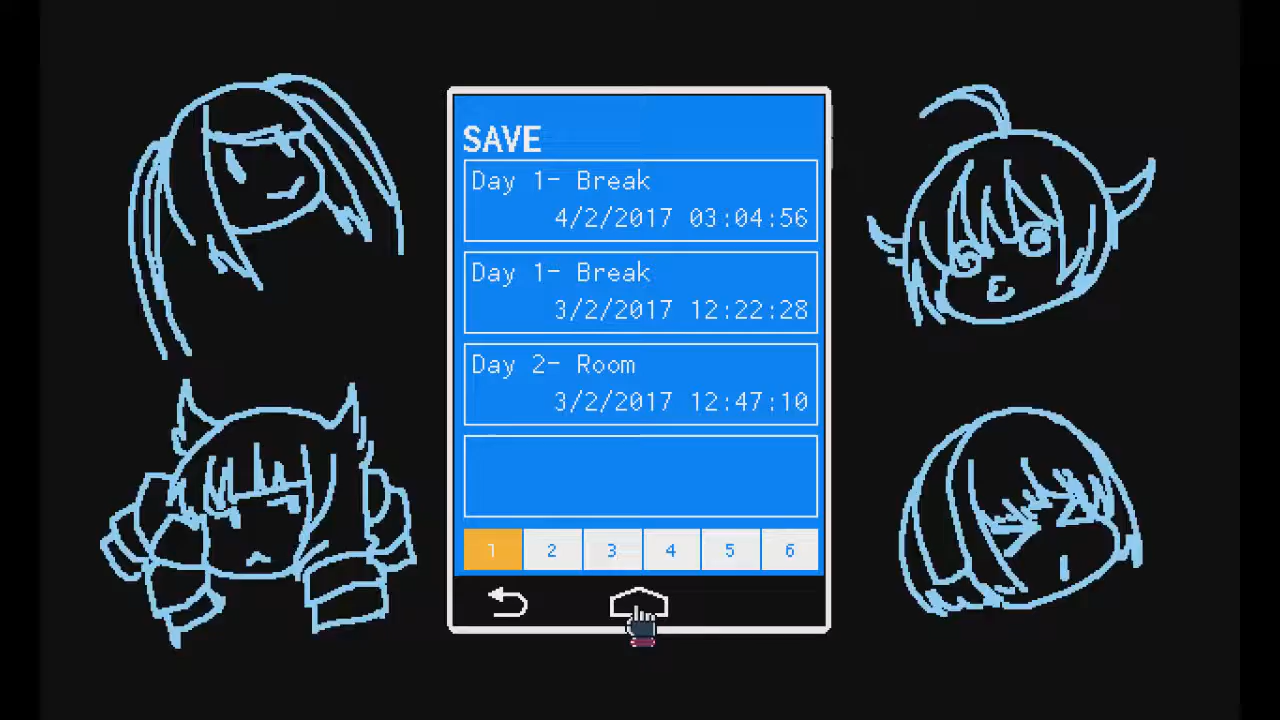 SAVE
Day 1- Break
4/2/2017 03:04:56
Day 1- Break
3/2/2017 12:22:28
Day 2- Room
3/2/2017 12:47:10
1 2 3 4 5 6